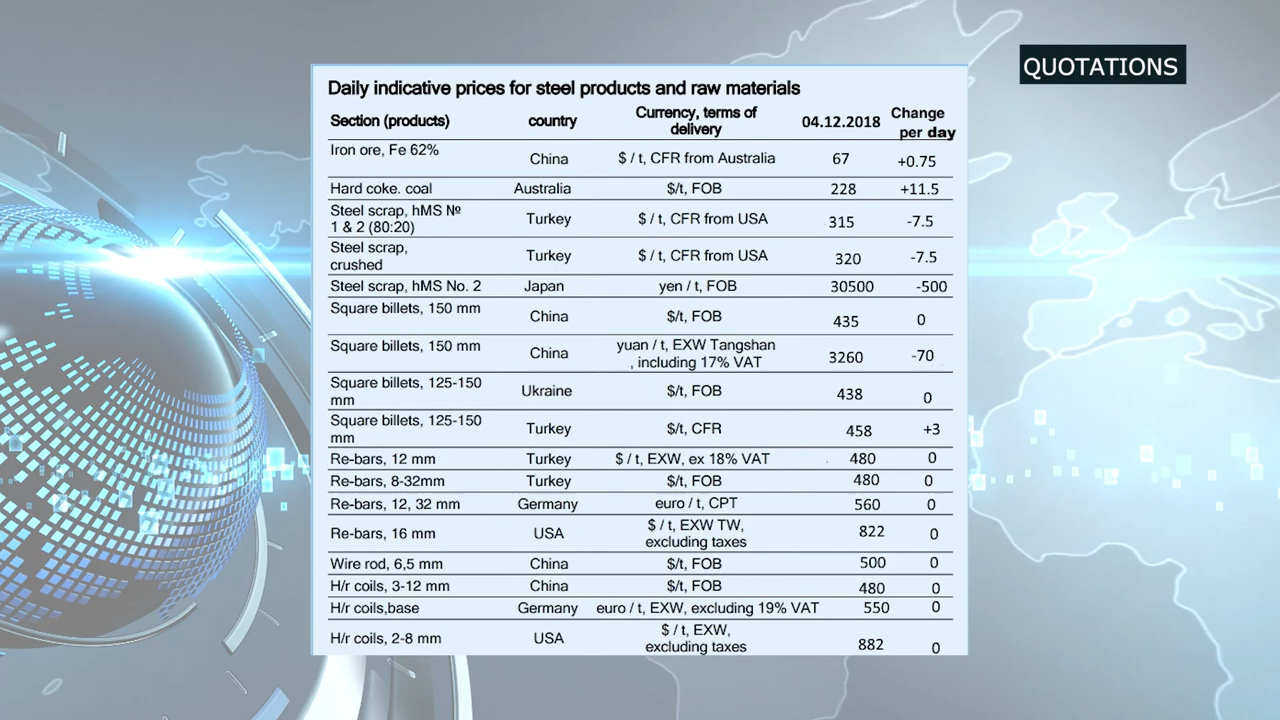 QUOTATIONS
Daily indicative prices for steel products and raw materials
Section (products) country Currency, terms of delivery 04.12.2018 Change per day
Iron ore, Fe 62% China $ / t, CFR from Australia 67 +0.75
Hard coke. coal Australia $/t, FOB 228 +11.5
Steel scrap, hMS № 1 & 2 (80:20) Turkey $ / t, CFR from USA 315 -7.5
Steel scrap, crushed Turkey $ / t, CFR from USA 320 -7.5
Steel scrap, hMS No. 2 Japan yen / t, FOB 30500 -500
Square billets, 150 mm China $/t, FOB 435 0
Square billets, 150 mm China yuan / t, EXW Tangshan , including 17% VAT 3260 -70
Square billets, 125-150 mm Ukraine $/t, FOB 438 0
Square billets, 125-150 mm Turkey $/t, CFR 458 +3
Re-bars, 12 mm Turkey $ / t, EXW, ex 18% VAT 480 0
Re-bars, 8-32mm Turkey $/t, FOB 480 0
Re-bars, 12, 32 mm Germany euro / t, CPT 560 0
Re-bars, 16 mm USA $ / t, EXW TW, excluding taxes 822 0
Wire rod, 6,5 mm China $/t, FOB 500 0
H/r coils, 3-12 mm China $/t, FOB 480 0
H/r coils,base Germany euro / t, EXW, excluding 19% VAT 550 0
H/r coils, 2-8 mm USA $ / t, EXW, excluding taxes 882 0